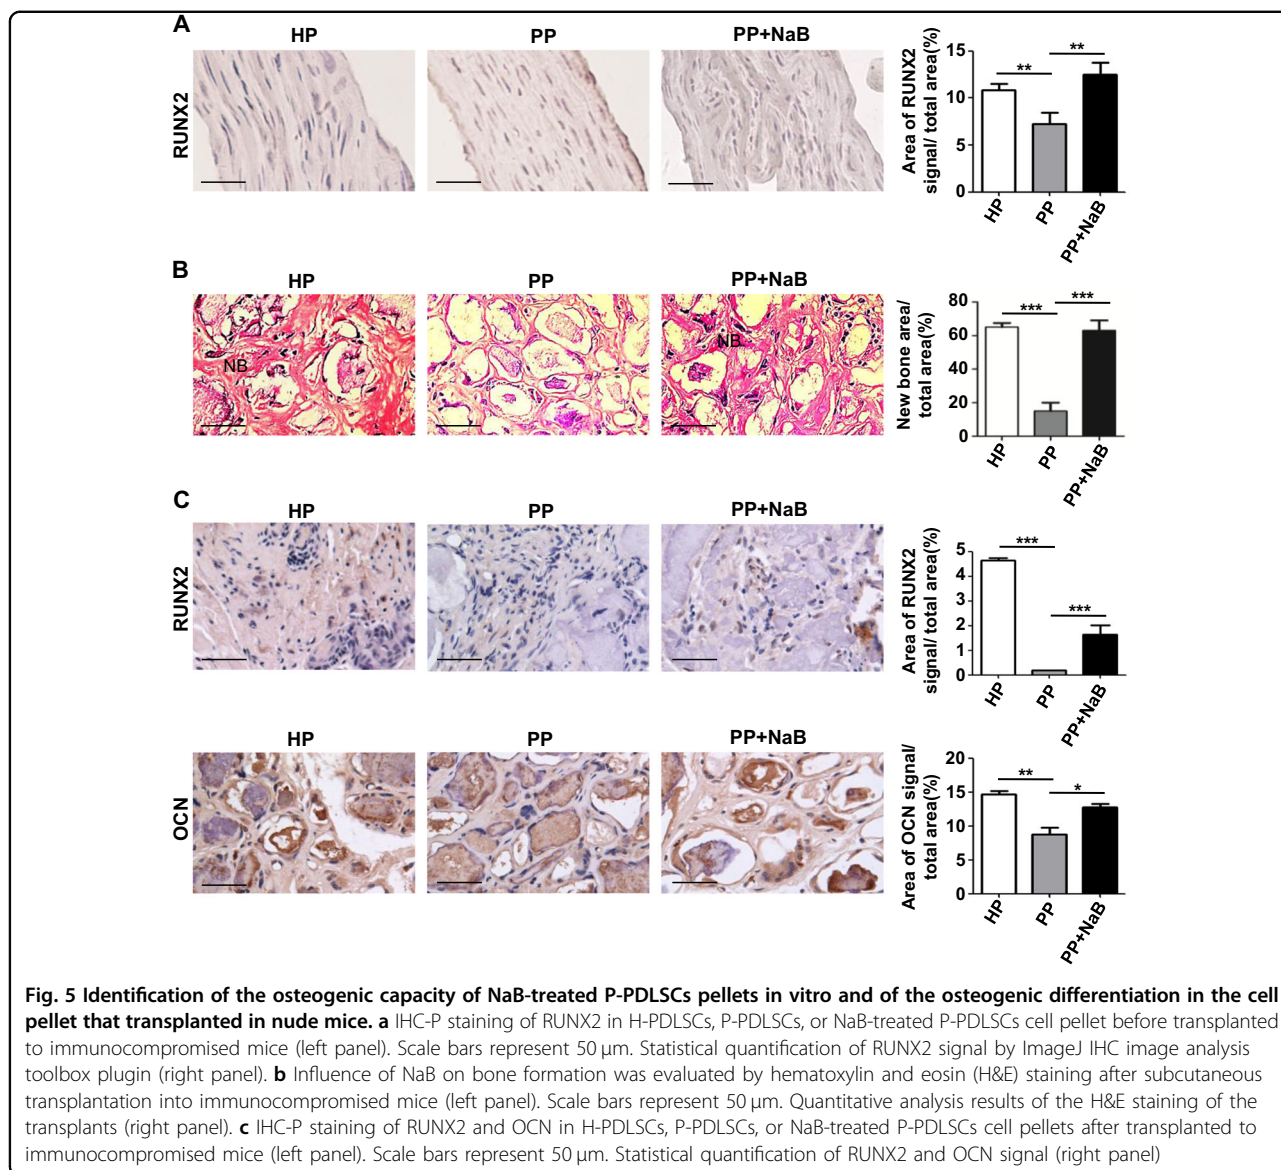 A
HP
PP
PP+NaB
RUNX2
Area of RUNX2
signal/ total area(%)
15
10
5
0
**
**
HP
PP
PP+NaB
B
HP
PP
PP+NaB
NB
NB
New bone area/
total area(%)
80
60
40
20
0
***
***
HP
PP
PP+NaB
C
HP
PP
PP+NaB
RUNX2
Area of RUNX2
signal/ total area(%)
5
4
3
2
1
0
***
***
HP
PP
PP+NaB
HP
PP
PP+NaB
OCN
Area of OCN signal/
total area(%)
20
15
10
5
0
**
*
HP
PP
PP+NaB
Fig. 5 Identification of the osteogenic capacity of NaB-treated P-PDLSCs pellets in vitro and of the osteogenic differentiation in the cell
pellet that transplanted in nude mice. a IHC-P staining of RUNX2 in H-PDLSCs, P-PDLSCs, or NaB-treated P-PDLSCs cell pellet before transplanted
to immunocompromised mice (left panel). Scale bars represent 50 μm. Statistical quantification of RUNX2 signal by ImageJ IHC image analysis
toolbox plugin (right panel). b Influence of NaB on bone formation was evaluated by hematoxylin and eosin (H&E) staining after subcutaneous
transplantation into immunocompromised mice (left panel). Scale bars represent 50 μm. Quantitative analysis results of the H&E staining of the
transplants (right panel). c IHC-P staining of RUNX2 and OCN in H-PDLSCs, P-PDLSCs, or NaB-treated P-PDLSCs cell pellets after transplanted to
immunocompromised mice (left panel). Scale bars represent 50 μm. Statistical quantification of RUNX2 and OCN signal (right panel)